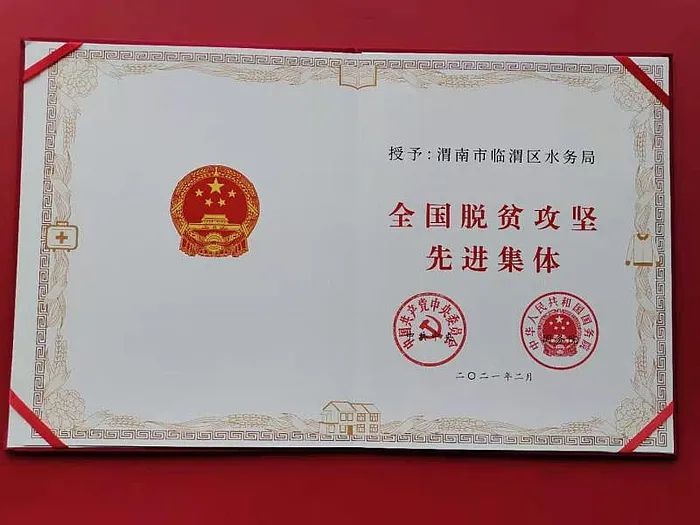 授予：渭南市临渭区水务局
全国脱贫攻坚
先进集体
中国共产党中央委员会
中华人民共和国国务院
二〇二一年二月